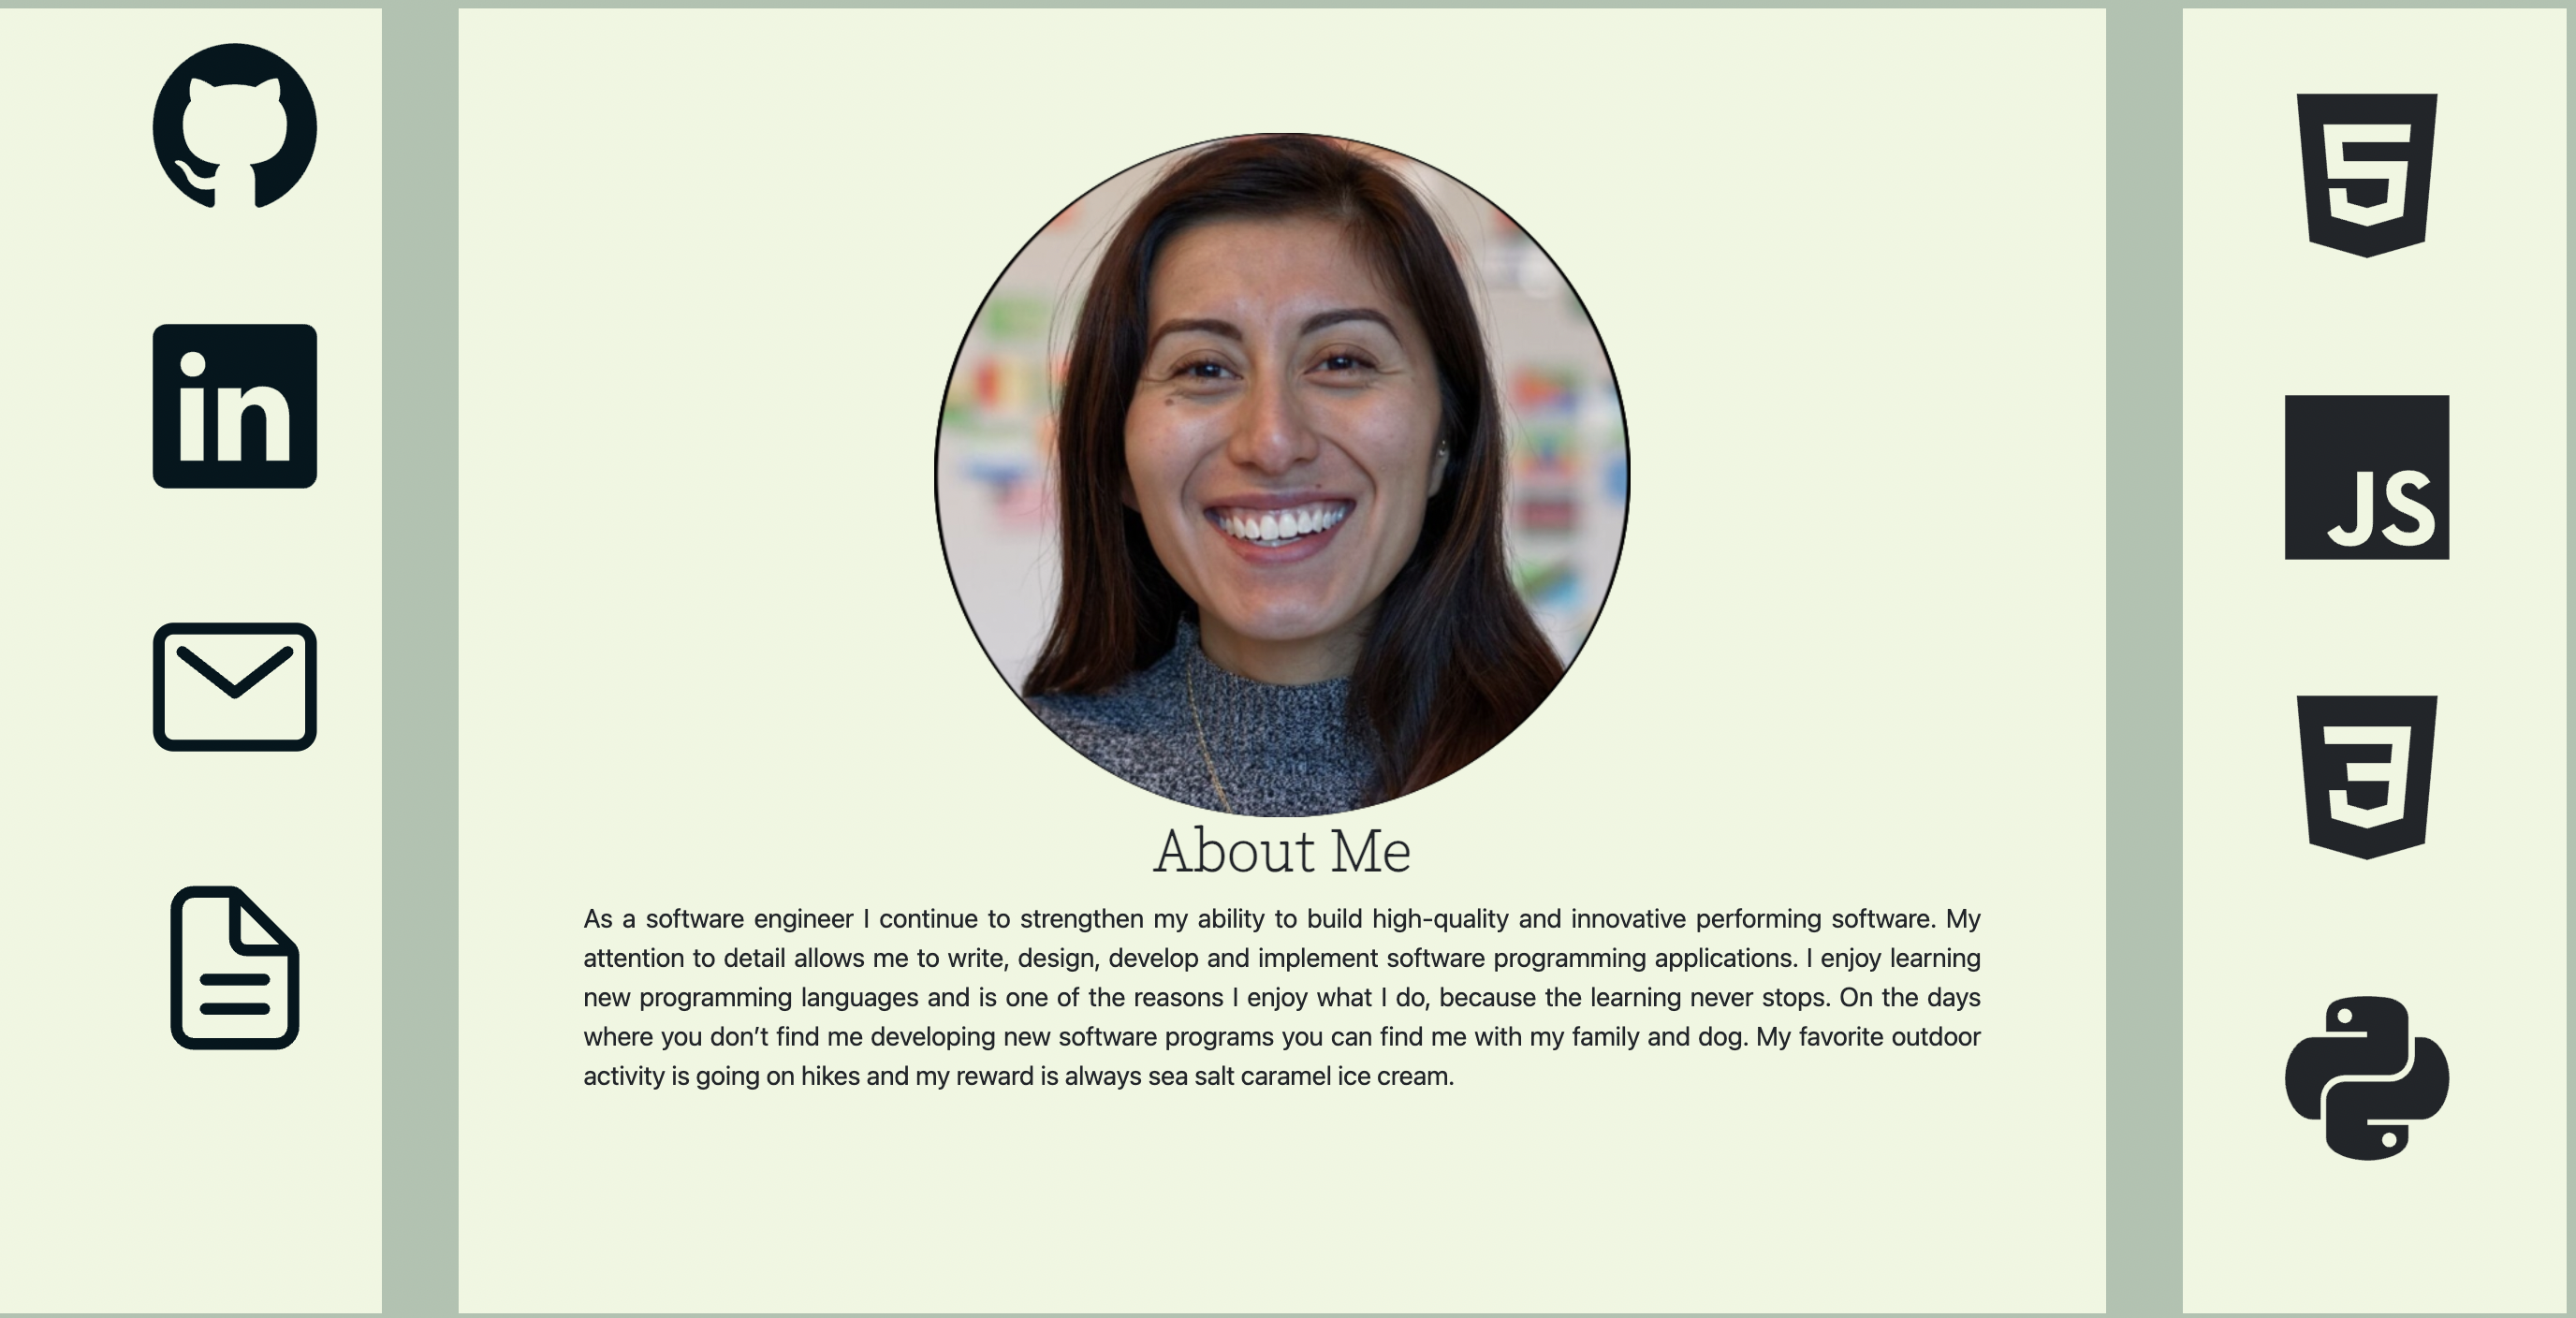 in
5
JS
3
About Me
As a software engineer I continue to strengthen my ability to build high-quality and innovative performing software. My
attention to detail allows me to write, design, develop and implement software programming applications. I enjoy learning
new programming languages and is one of the reasons I enjoy what I do, because the learning never stops. On the days
where you don’t find me developing new software programs you can find me with my family and dog. My favorite outdoor
activity is going on hikes and my reward is always sea salt caramel ice cream.